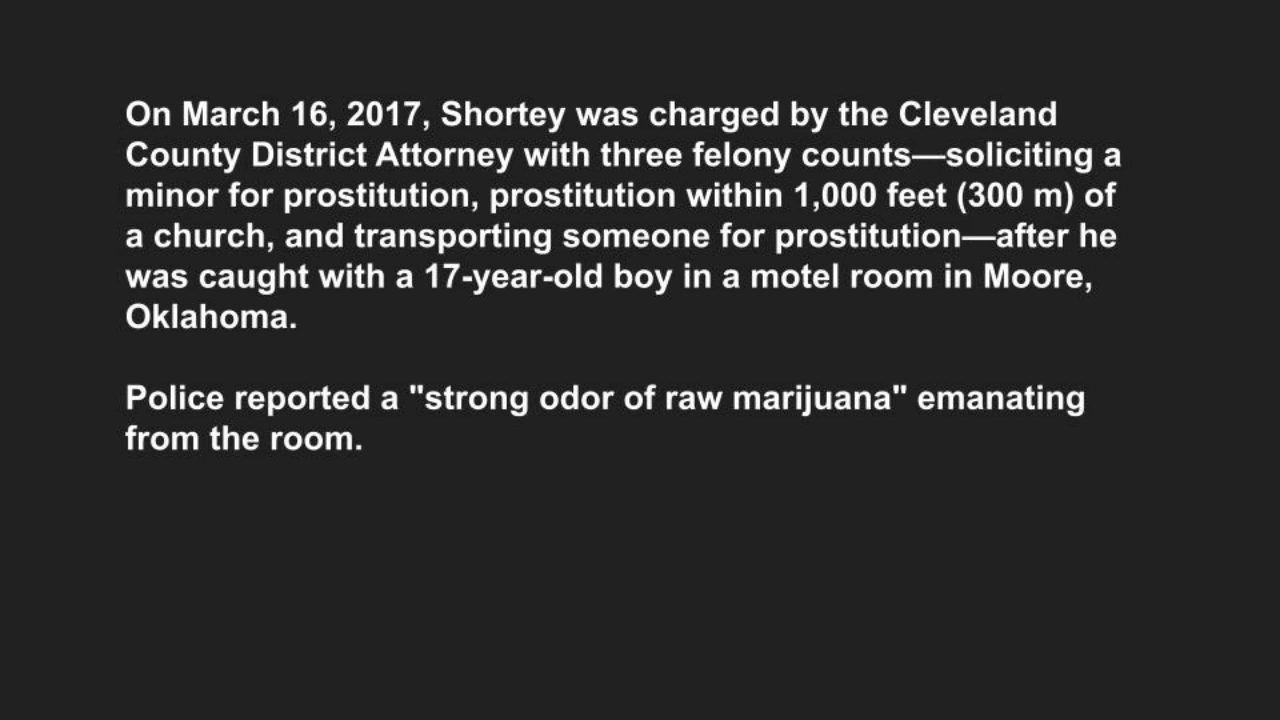 On March 16, 2017, Shortey was charged by the Cleveland
County District Attorney with three felony counts—soliciting a
minor for prostitution, prostitution within 1,000 feet (300 m) of
a church, and transporting someone for prostitution—after he
was caught with a 17-year-old boy in a motel room in Moore,
Oklahoma.
Police reported a "strong odor of raw marijuana" emanating
from the room.